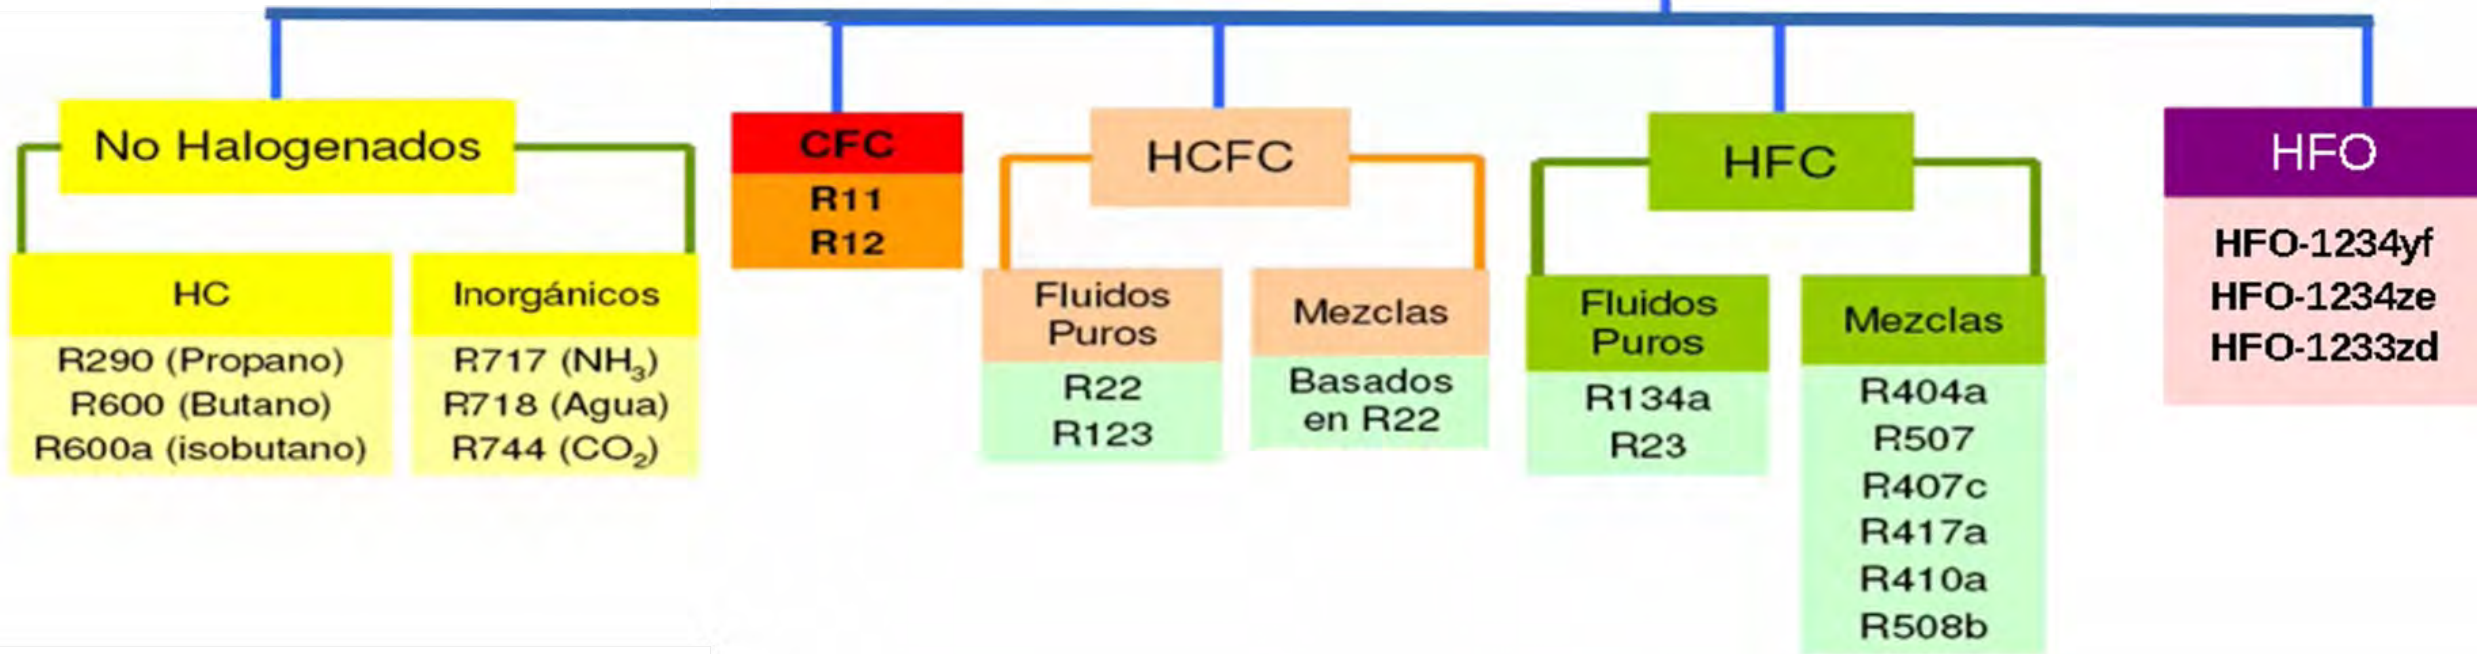 No Halogenados
HC
R290 (Propano)
R600 (Butano)
R600a (isobutano)
Inorgánicos
R717 (NH₃)
R718 (Agua)
R744 (CO₂)
CFC
R11
R12
HCFC
Fluidos
Puros
R22
R123
Mezclas
Basados
en R22
HFC
Fluidos
Puros
R134a
R23
Mezclas
R404a
R507
R407c
R417a
R410a
R508b
HFO
HFO-1234yf
HFO-1234ze
HFO-1233zd